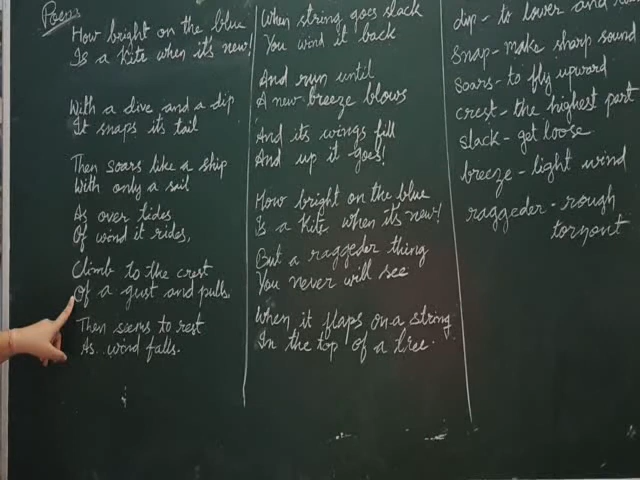 Poem
How bright on the blue
Is a Kite when it's new!
With a dive and a dip
It snaps its tail
Then soars like a ship
With only a sail
As over tides
Of wind it rides,
Climb to the crest
Of a gust and pulls,
Then seems to rest
As wind falls.
When string goes slack
You wind it back
And run until
A new breeze blows
And its wings fill
And up it goes!
How bright on the blue
Is a Kite when it's new!
But a raggeder thing
You never will see
When it flaps on a string
In the top of a tree.
dip - to lower and
Snap - make sharp sound
Soars - to fly upward
crest - the highest part
slack - get loose
breeze - light wind
raggeder - rough